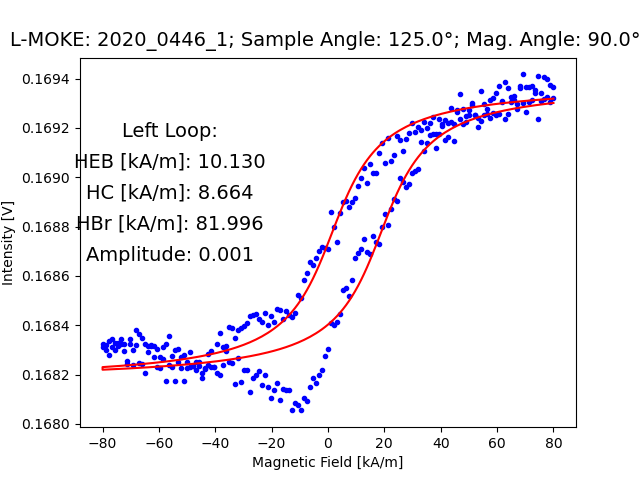 L-MOKE: 2020_0446_1; Sample Angle: 125.0°; Mag. Angle: 90.0°
Left Loop:
HEB [kA/m]: 10.130
HC [kA/m]: 8.664
HBr [kA/m]: 81.996
Amplitude: 0.001
Intensity [V]
0.1694
0.1692
0.1690
0.1688
0.1686
0.1684
0.1682
0.1680
−80 −60 −40 −20 0 20 40 60 80
Magnetic Field [kA/m]